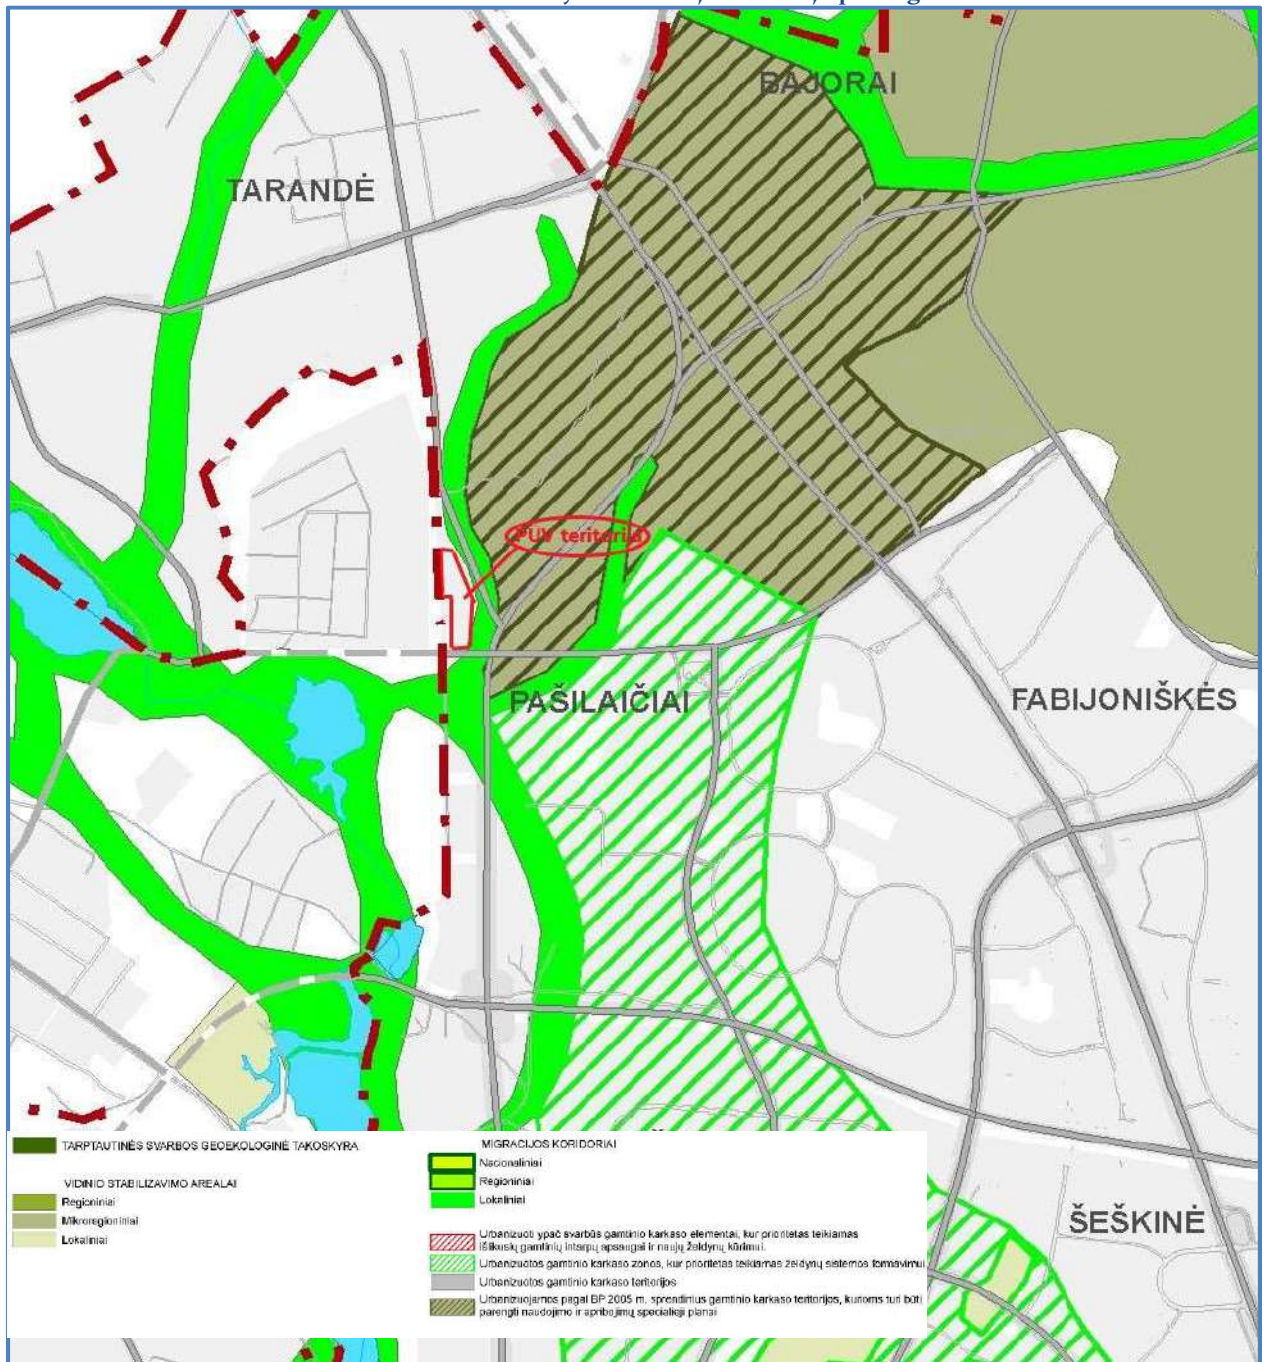 BAJORAI
TARANDĖ
PŪV teritorija
PAŠILAIČIAI
FABIJONIŠKĖS
ŠEŠKINĖ
TARPTAUTINĖS SVARBOS GEOEKOLOGINĖ TAKOSKYRA
VIDINIO STABILIZAVIMO AREALAI
Regioniniai
Mikroregioniniai
Lokaliniai
MIGRACIJOS KORIDORIAI
Nacionaliniai
Regioniniai
Lokaliniai
Urbanizuoti ypač svarbūs gamtinio karkaso elementai, kur prioritetas teikiamas
išlikusių gamtinių intarpų apsaugai ir naujų želdynų kūrimui.
Urbanizuotos gamtinio karkaso zonos, kur prioritetas teikiamas želdynų sistemos formavimui
Urbanizuotos gamtinio karkaso teritorijos
Urbanizuojamos pagal BP 2005 m. sprendinius gamtinio karkaso teritorijos, kurioms turi būti
parengti naudojimo ir apribojimų specialieji planai